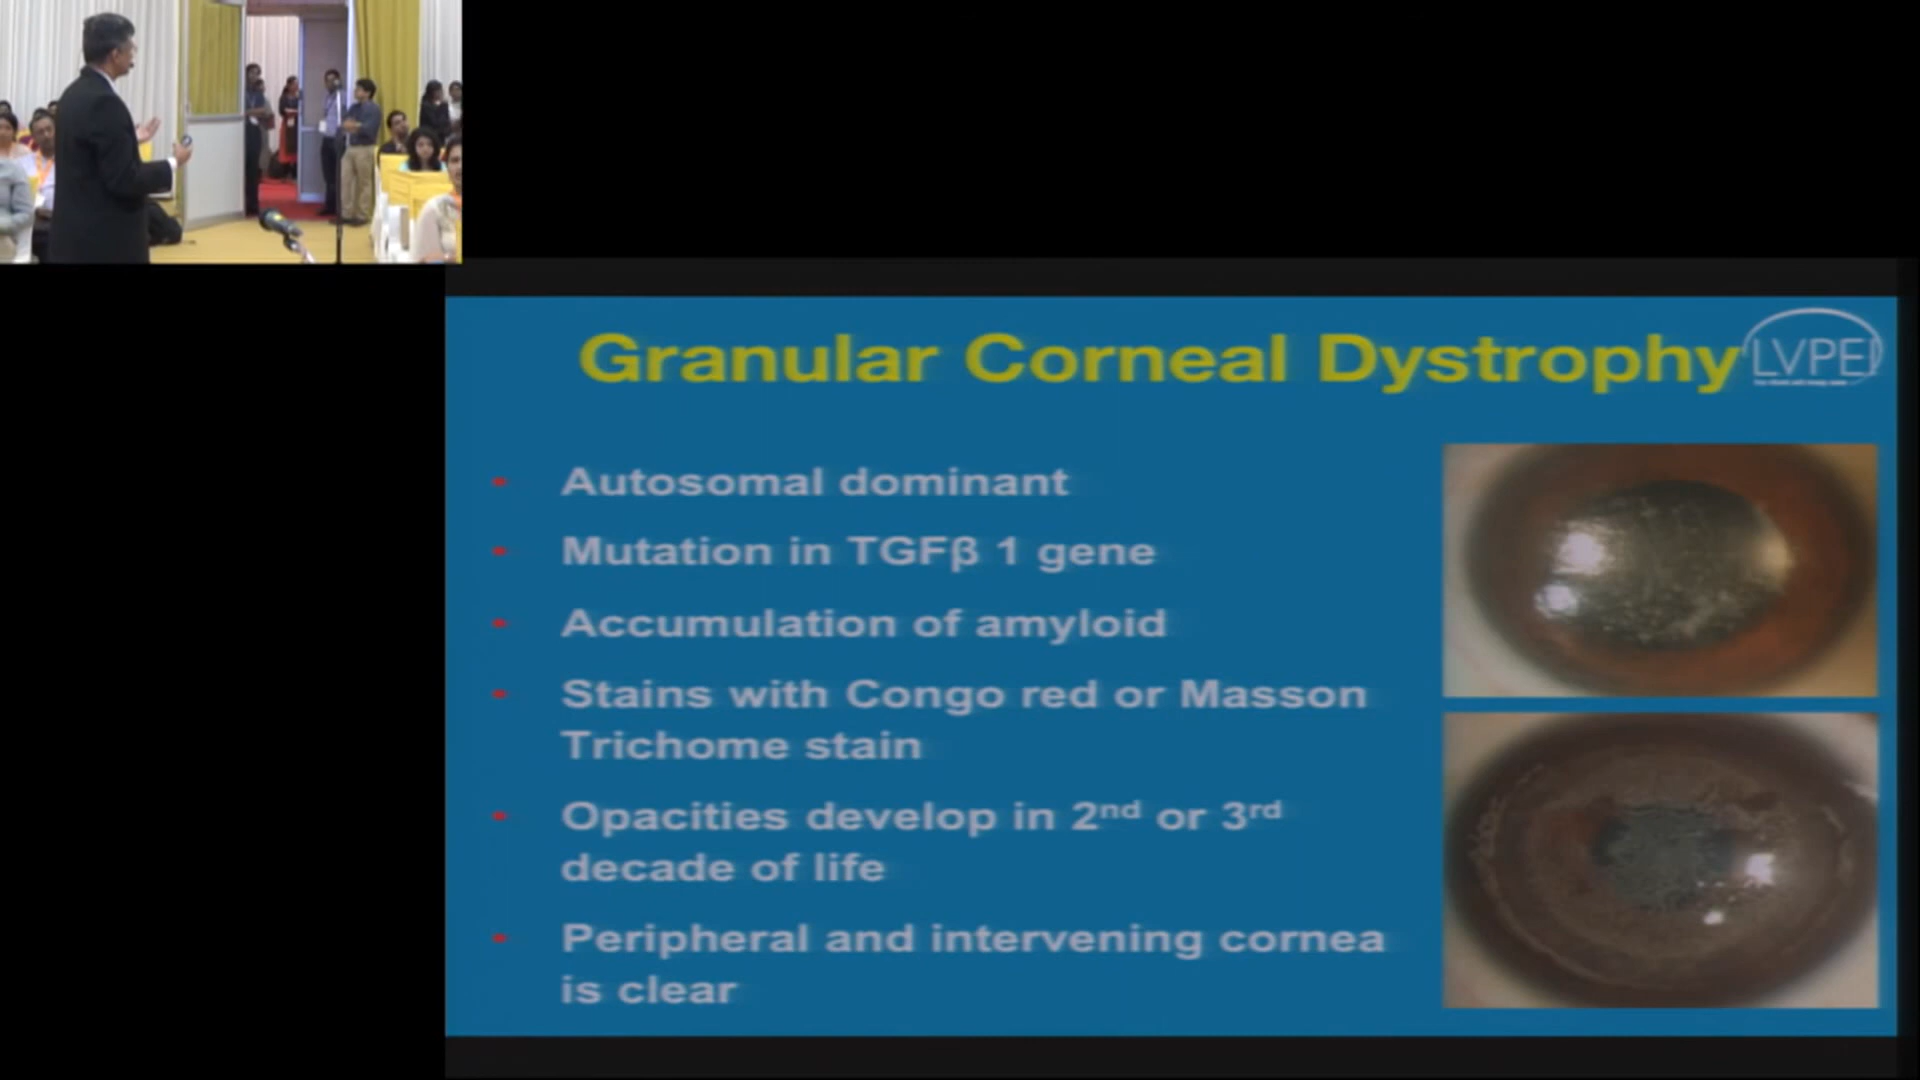 Granular Corneal Dystrophy
LVPEI
Autosomal dominant
Mutation in TGFβ 1 gene
Accumulation of amyloid
Stains with Congo red or Masson
Trichome stain
Opacities develop in 2nd or 3rd
decade of life
Peripheral and intervening cornea
is clear